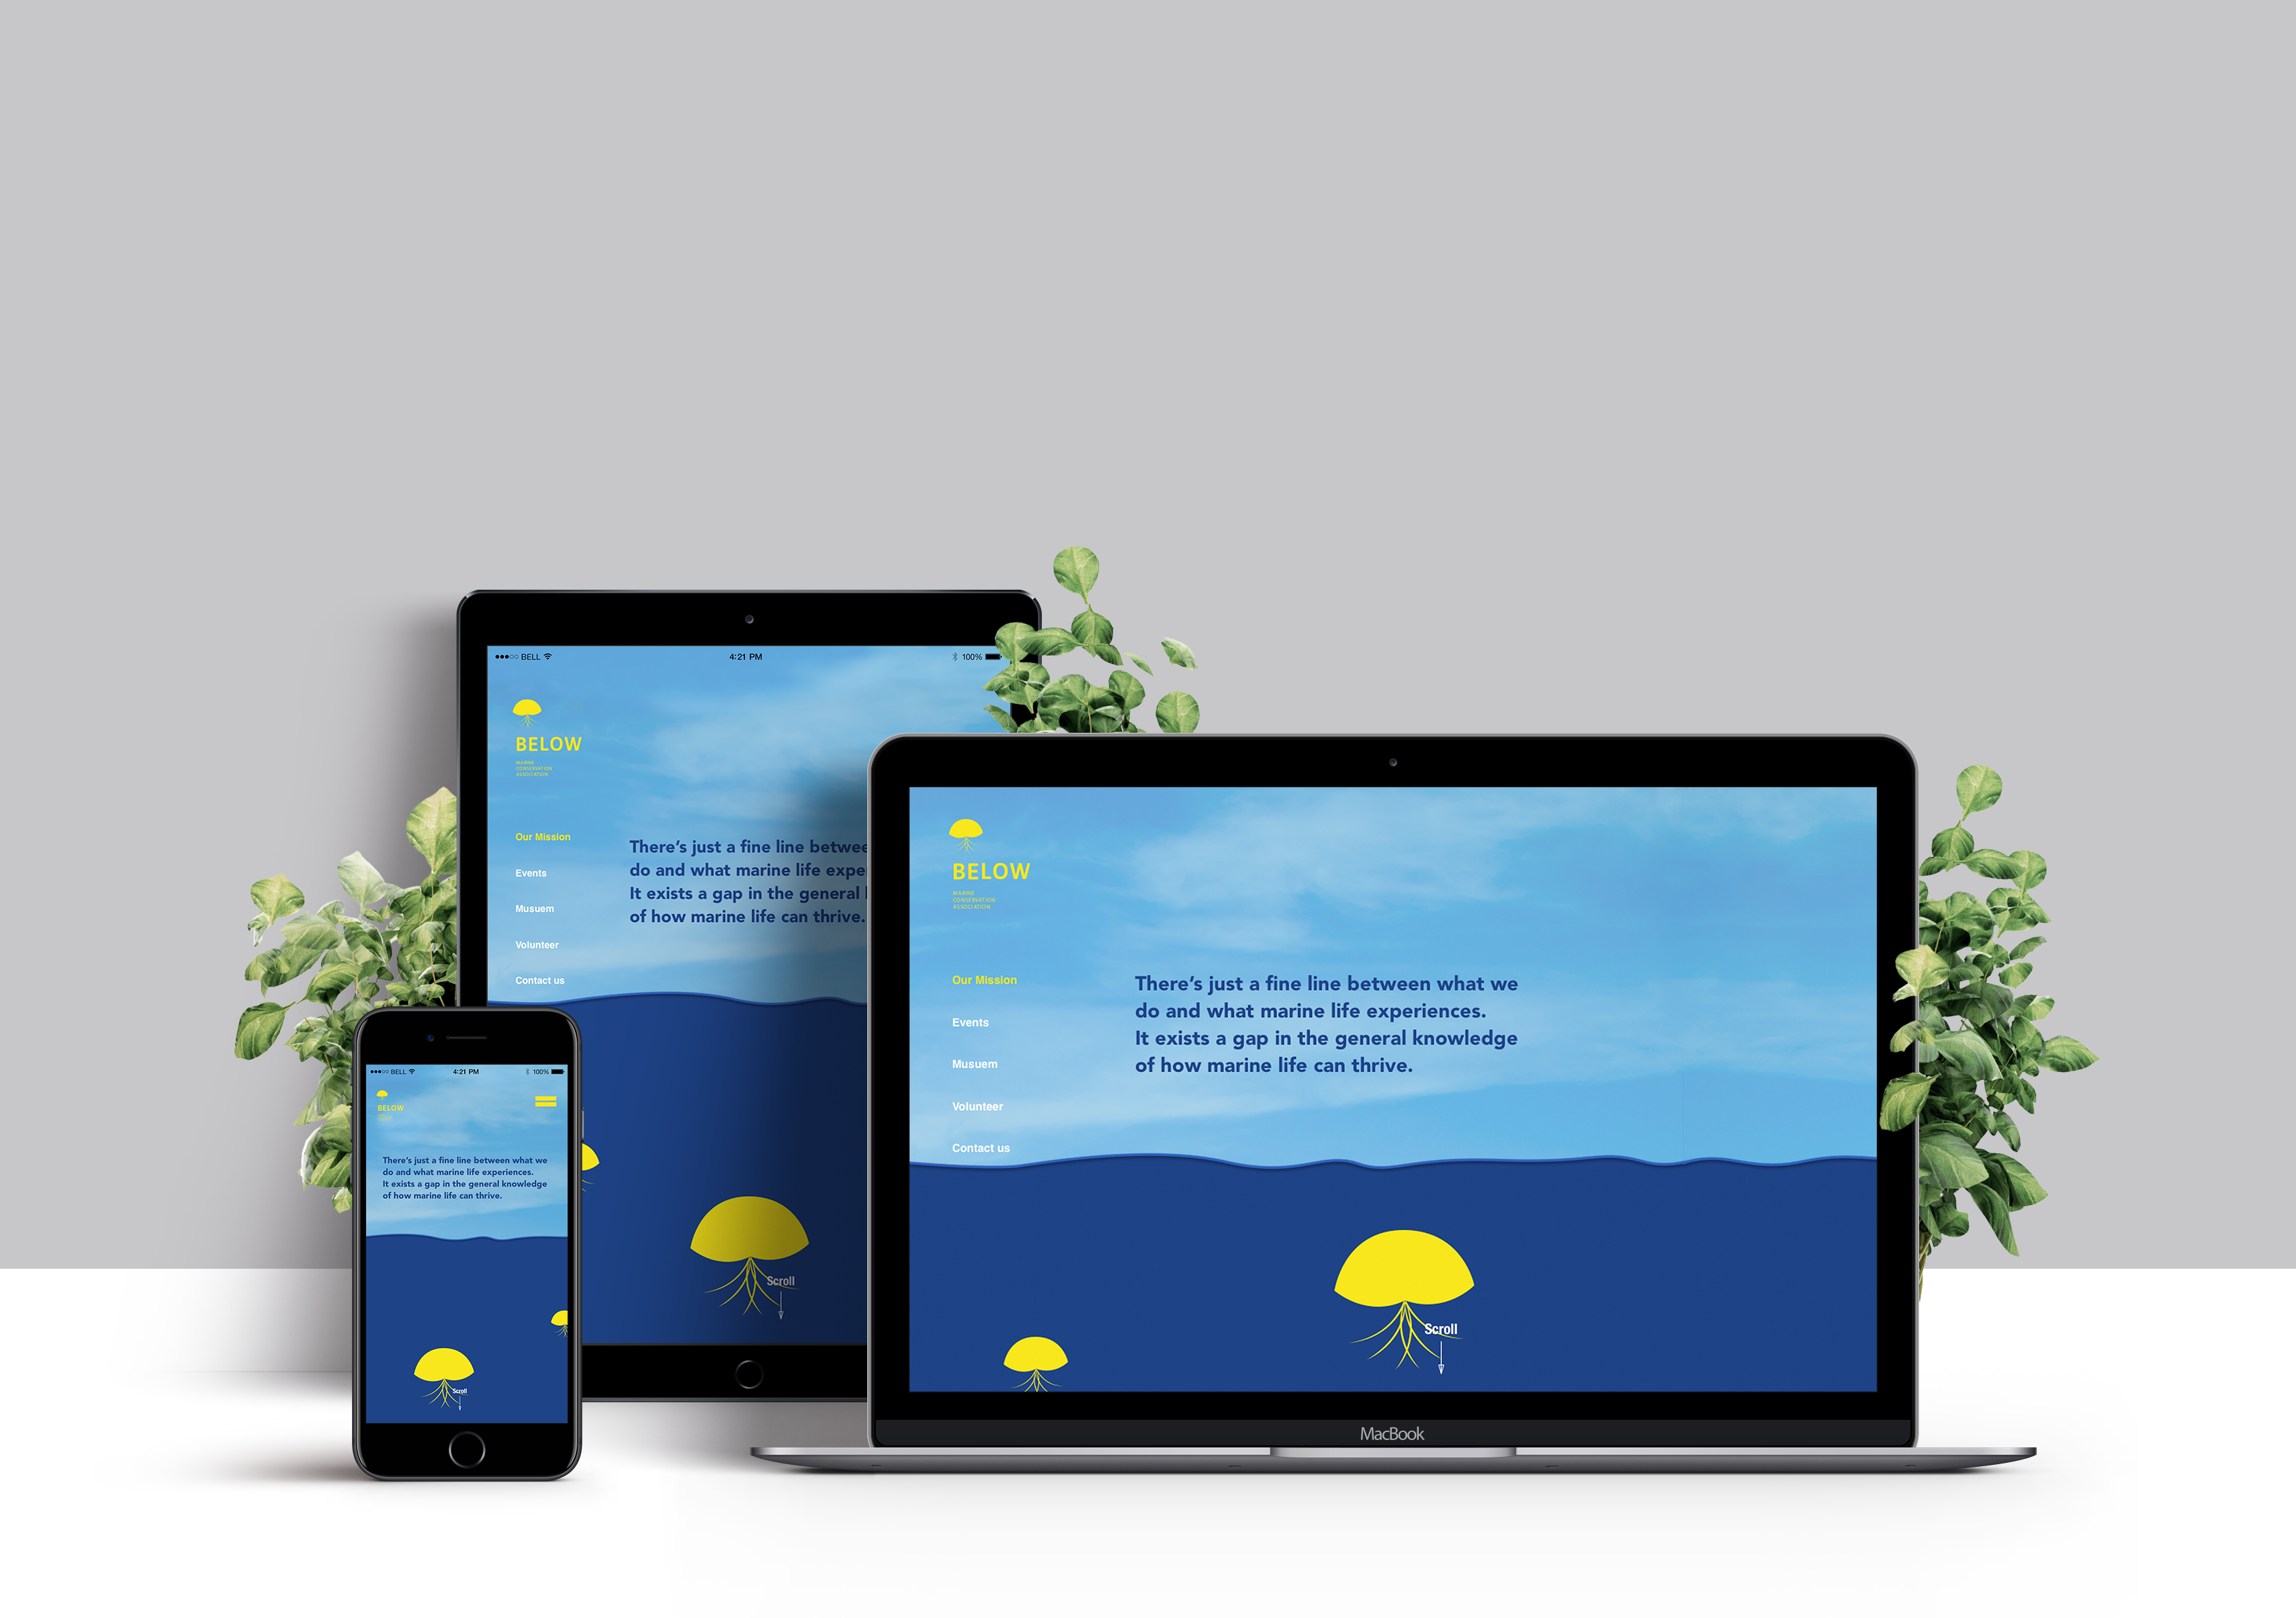 BELL 4:21 PM 100%
BELOW
MARINE
CONSERVATION
ASSOCIATION
Our Mission
Events
Musuem
Volunteer
Contact us
There's just a fine line betwee
do and what marine life expe
It exists a gap in the general
of how marine life can thrive.
Scroll
BELL 4:21 PM 100%
BELOW
There's just a fine line between what we
do and what marine life experiences.
It exists a gap in the general knowledge
of how marine life can thrive.
Scroll
BELOW
MARINE
CONSERVATION
ASSOCIATION
Our Mission
Events
Musuem
Volunteer
Contact us
There's just a fine line between what we
do and what marine life experiences.
It exists a gap in the general knowledge
of how marine life can thrive.
Scroll
MacBook